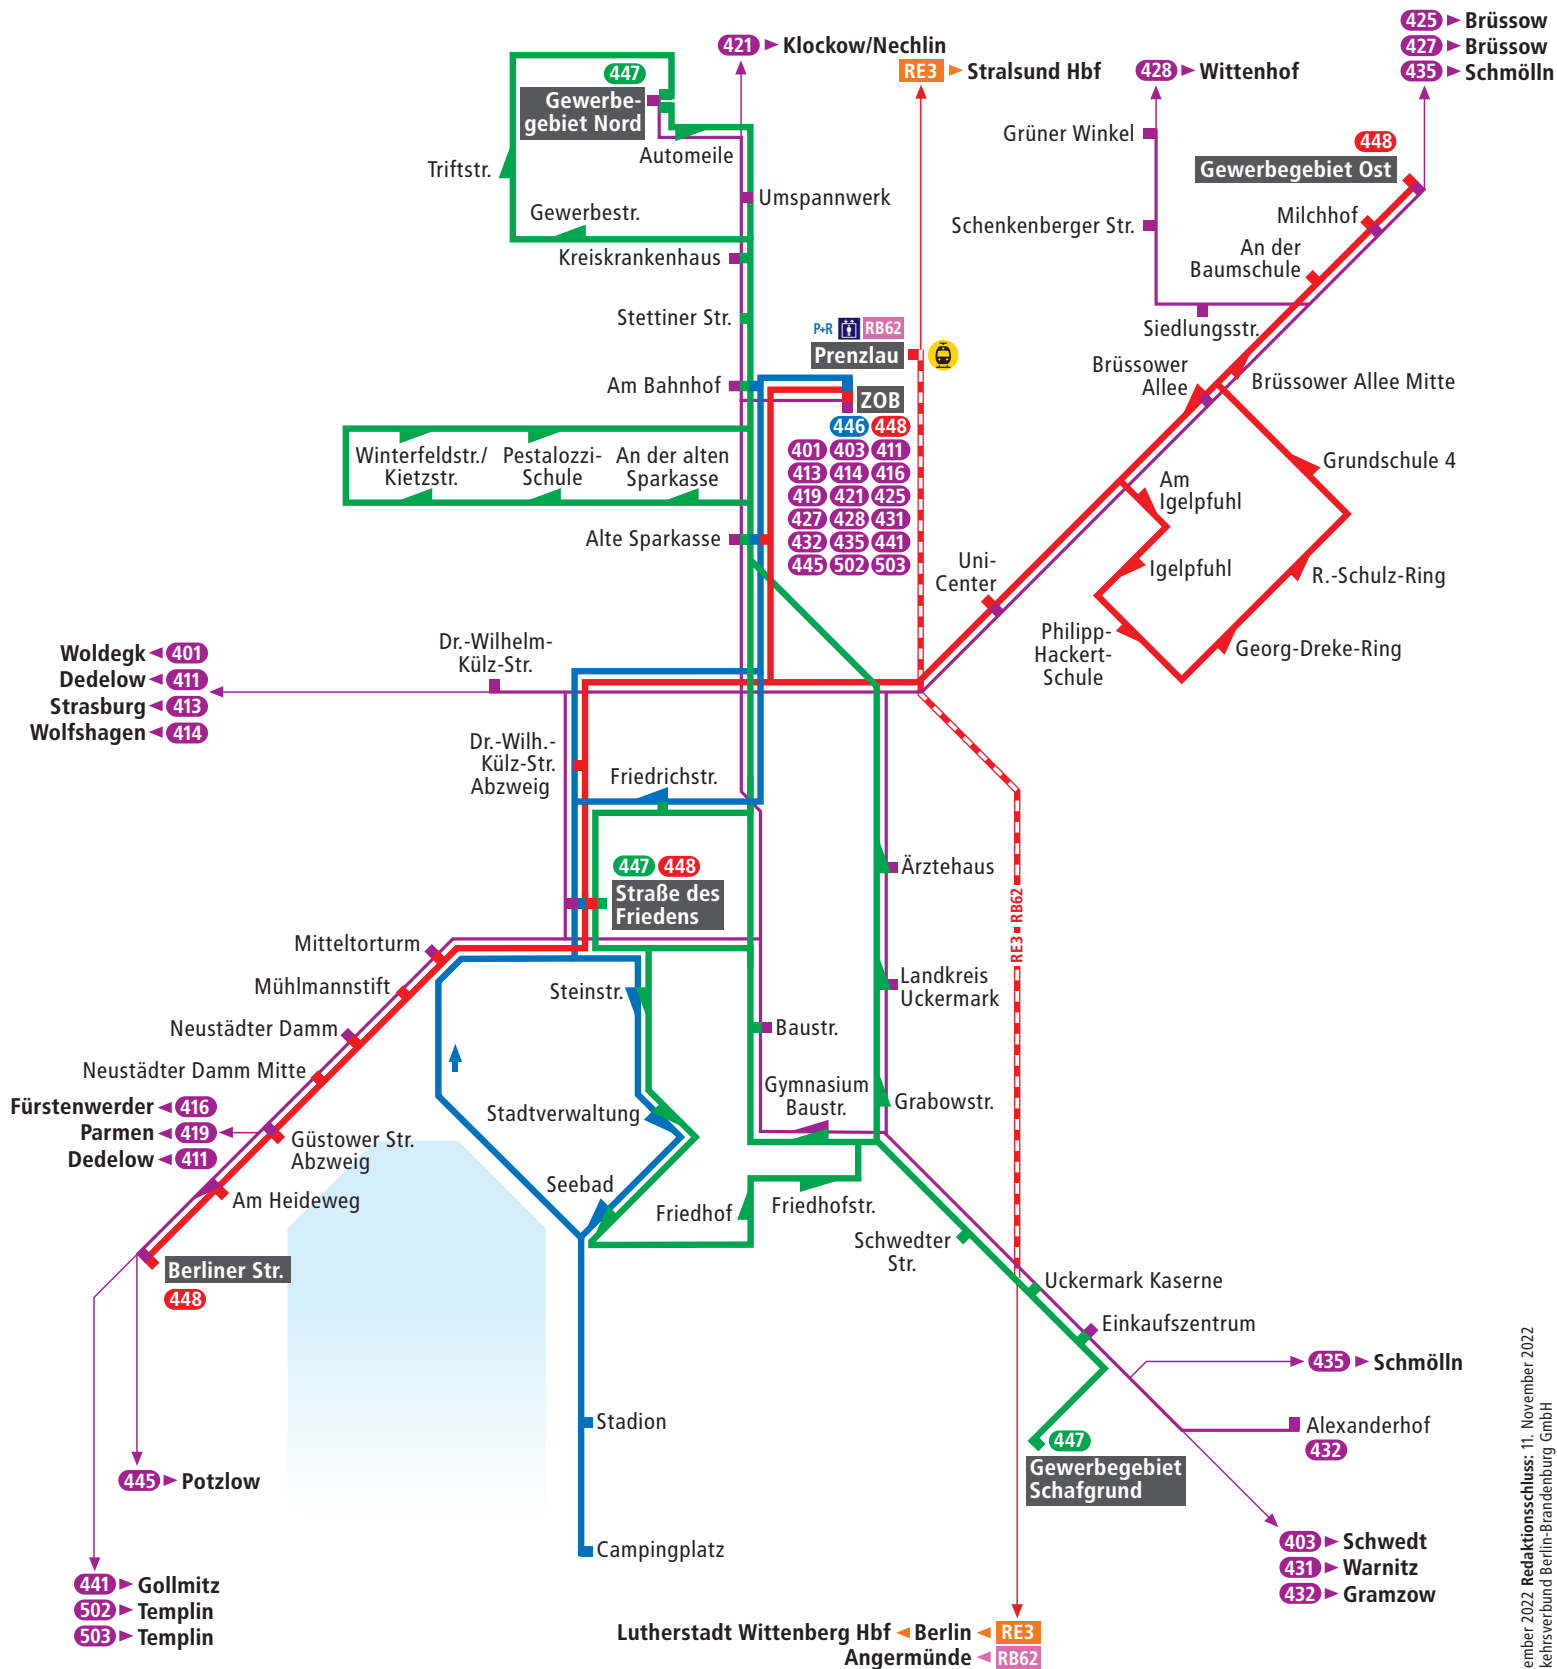 425 Brüssow
427 Brüssow
435 Schmölln
421 Klockow/Nechlin
RE3 Stralsund Hbf
428 Wittenhof
447
Gewerbe-
gebiet Nord
Automeile
Triftstr.
Gewerbestr.
Umspannwerk
Kreiskrankenhaus
Stettiner Str.
Am Bahnhof
Grüner Winkel
Schenkenberger Str.
Siedlungsstr.
448
Gewerbegebiet Ost
Milchhof
An der
Baumschule
Brüssower
Allee
Brüssower Allee Mitte
P+R RB62
Prenzlau
ZOB
446 448
401 403 411
413 414 416
419 421 425
427 428 431
432 435 441
445 502 503
Winterfeldstr./
Kietzstr.
Pestalozzi-
Schule
An der alten
Sparkasse
Alte Sparkasse
Grundschule 4
Am
Igelpfuhl
Igelpfuhl
R.-Schulz-Ring
Uni-
Center
Philipp-
Hackert-
Schule
Georg-Dreke-Ring
Dr.-Wilhelm-
Külz-Str.
Woldegk 401
Dedelow 411
Strasburg 413
Wolfshagen 414
Dr.-Wilh.-
Külz-Str.
Abzweig
Friedrichstr.
447 448
Straße des
Friedens
Ärztehaus
RE3 RB62
Mitteltorturm
Mühlmannstift
Neustädter Damm
Neustädter Damm Mitte
Steinstr.
Landkreis
Uckermark
Baustr.
Gymnasium
Baustr.
Grabowstr.
Stadtverwaltung
Fürstenwerder 416
Parmen 419
Dedelow 411
Güstower Str.
Abzweig
Am Heideweg
Seebad
Friedhof
Friedhofstr.
Schwedter
Str.
Berliner Str.
448
Uckermark Kaserne
Einkaufszentrum
435 Schmölln
Stadion
Alexanderhof
432
447
Gewerbegebiet
Schafgrund
445 Potzlow
Campingplatz
403 Schwedt
431 Warnitz
432 Gramzow
441 Gollmitz
502 Templin
503 Templin
Lutherstadt Wittenberg Hbf Berlin RE3
Angermünde RB62
ember 2022 Redaktionsschluss: 11. November 2022
kehrsverbund Berlin-Brandenburg GmbH